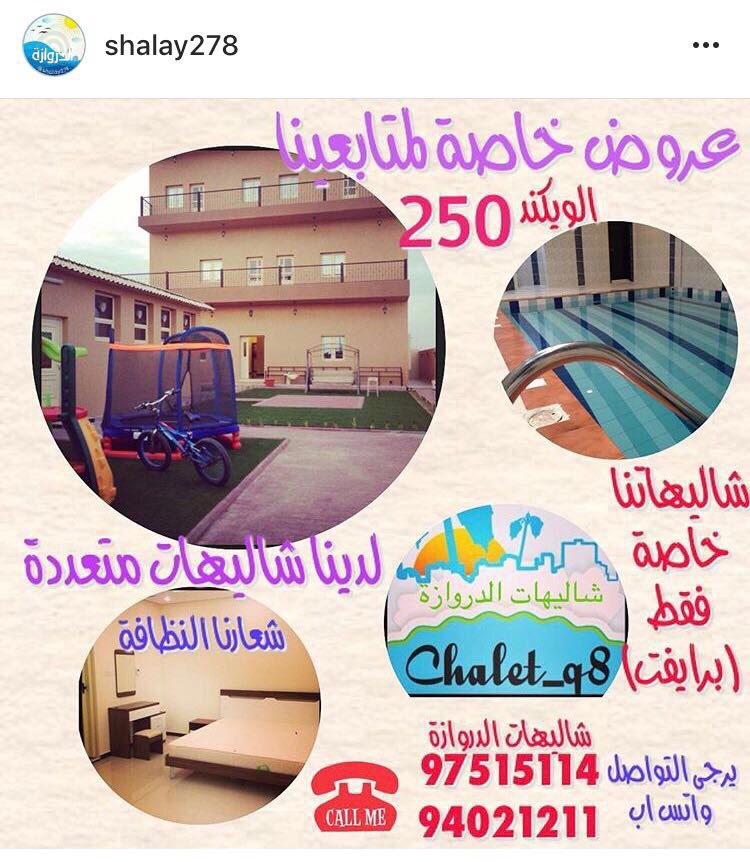 shalay278
الدروازة
عروض خاصة لمتابعينا
الويكند
250
شاليهاتنا
خاصة
فقط
(برايفت)
لدينا شاليهات متعددة
شعارنا النظافة
شاليهات الدروازة
Chalet_q8
شاليهات الدروازة
يرجى التواصل
واتس اب
97515114
94021211
CALL ME